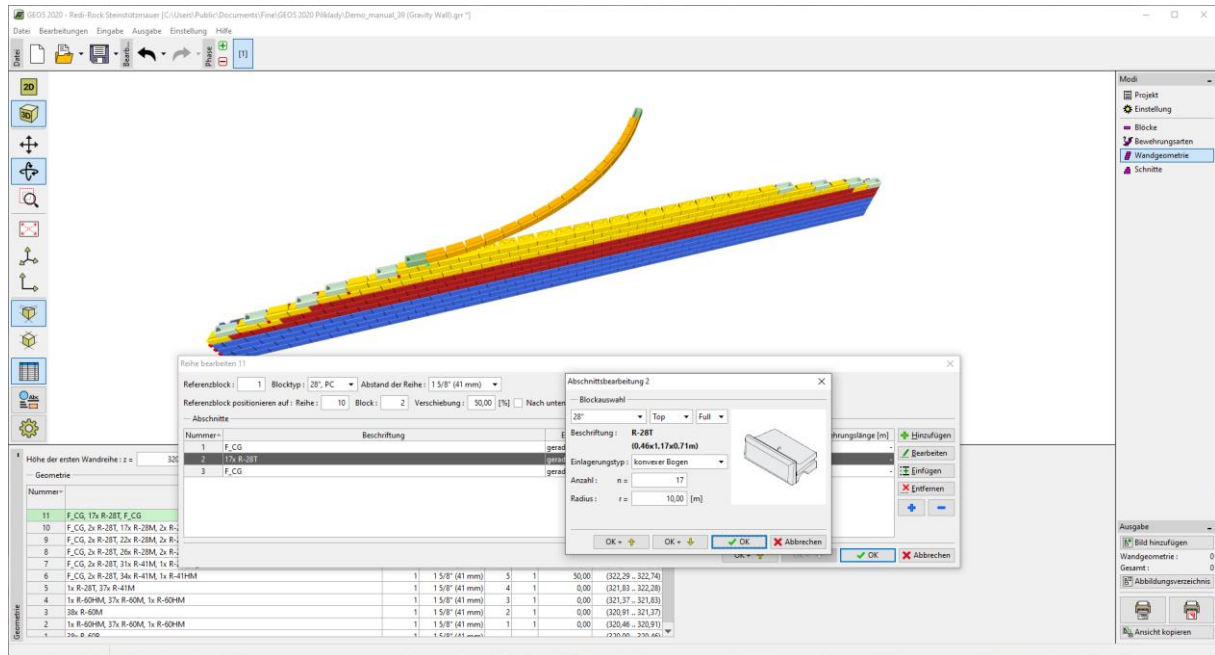 GEO5 2020 - Redi-Rock Steinstützmauer [C:\Users\Public\Documents\Fine\GEO5 2020 Příklady\Demo_manual_39 (Gravity Wall).grr *]
Datei Bearbeitungen Eingabe Ausgabe Einstellung Hilfe
Datei
Bearb...
Phase
[1]
2D
3D
Abc
Modi
Projekt
Einstellung
Blöcke
Bewehrungsarten
Wandgeometrie
Schnitte
Reihe bearbeiten 11
Referenzblock : 1 Blocktyp : 28", PC Abstand der Reihe : 1 5/8" (41 mm)
Referenzblock positionieren auf : Reihe : 10 Block : 2 Verschiebung : 50,00 [%] Nach unten
Abschnitte
Nummer Beschriftung
hrungslänge [m]
1 F_CG gerad
2 17x R-28T gerad
3 F_CG gerad
Hinzufügen
Bearbeiten
Einfügen
Entfernen
OK
Abbrechen
Abschnittsbearbeitung 2
Blockauswahl
28" Top Full
Beschriftung : R-28T
(0.46x1,17x0.71m)
Einlagerungstyp : konvexer Bogen
Anzahl : n = 17
Radius : r = 10,00 [m]
OK + OK + OK Abbrechen
Höhe der ersten Wandreihe : z = 320
Geometrie
Nummer
11 F_CG, 17x R-28T, F_CG
10 F_CG, 2x R-28T, 17x R-28M, 2x R-2
9 F_CG, 2x R-28T, 22x R-28M, 2x R-2
8 F_CG, 2x R-28T, 26x R-28M, 2x R-2
7 F_CG, 2x R-28T, 31x R-41M, 1x R-
6 F_CG, 2x R-28T, 34x R-41M, 1x R-41HM 1 1 5/8" (41 mm) 5 1 50,00 (322,29 .. 322,74)
5 1x R-28T, 37x R-41M 1 1 5/8" (41 mm) 4 1 0,00 (321,83 .. 322,28)
4 1x R-60HM, 37x R-60M, 1x R-60HM 1 1 5/8" (41 mm) 3 1 0,00 (321,37 .. 321,83)
3 38x R-60M 1 1 5/8" (41 mm) 2 1 0,00 (320,91 .. 321,37)
2 1x R-60HM, 37x R-60M, 1x R-60HM 1 1 5/8" (41 mm) 1 1 0,00 (320,46 .. 320,91)
Geometrie
Ausgabe
Bild hinzufügen
Wandgeometrie : 0
Gesamt : 0
Abbildungsverzeichnis
Ansicht kopieren